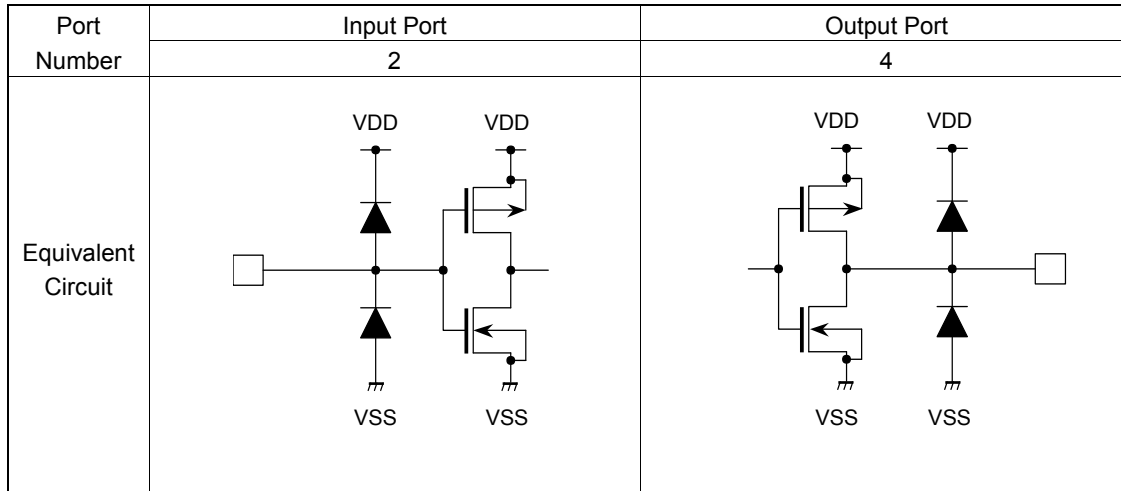 Port Number
Input Port
Output Port
2
4
Equivalent Circuit
VDD VDD
VSS VSS
VDD VDD
VSS VSS